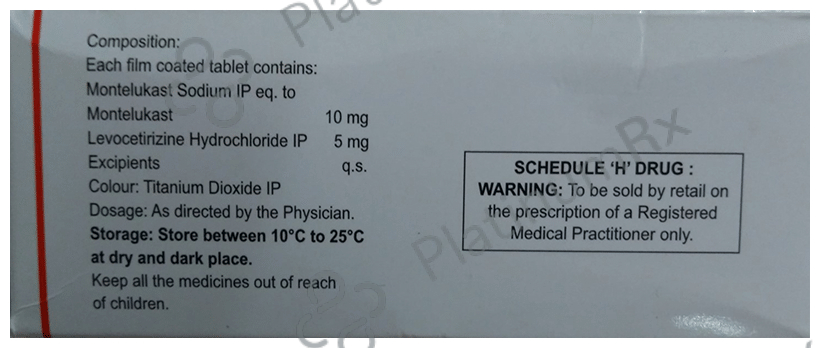 Composition:
Each film coated tablet contains:
Montelukast Sodium IP eq. to
Montelukast 10 mg
Levocetirizine Hydrochloride IP 5 mg
Excipients q.s.
Colour: Titanium Dioxide IP
Dosage: As directed by the Physician.
Storage: Store between 10°C to 25°C
at dry and dark place.
Keep all the medicines out of reach
of children.
SCHEDULE 'H' DRUG :
WARNING: To be sold by retail on
the prescription of a Registered
Medical Practitioner only.
PlatinumRx